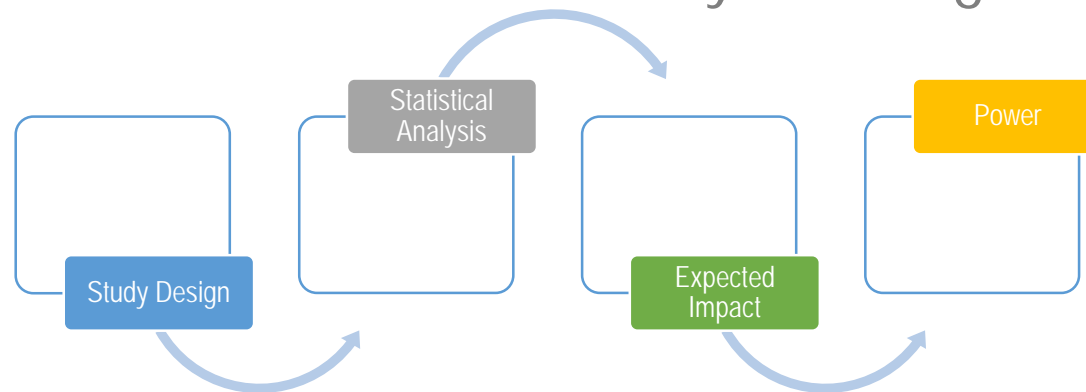 Statistical
Analysis
Power
Study Design
Expected
Impact